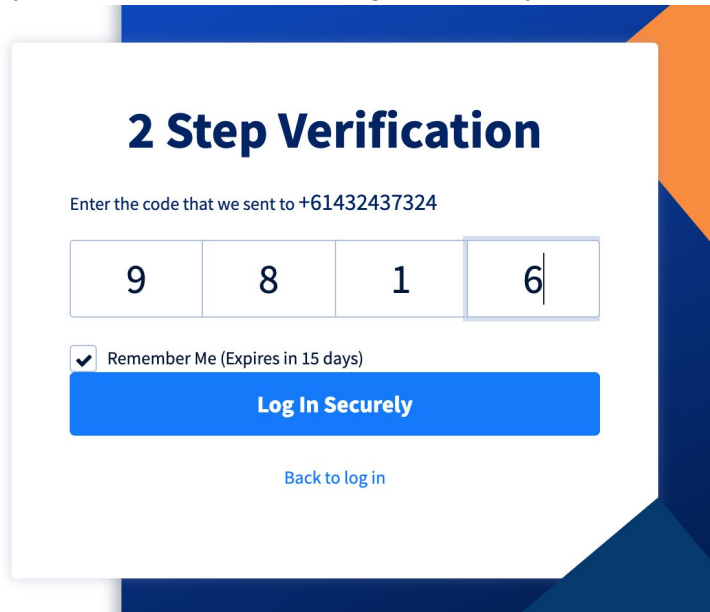 2 Step Verification
Enter the code that we sent to +61432437324
9 8 1 6
Remember Me (Expires in 15 days)
Log In Securely
Back to log in